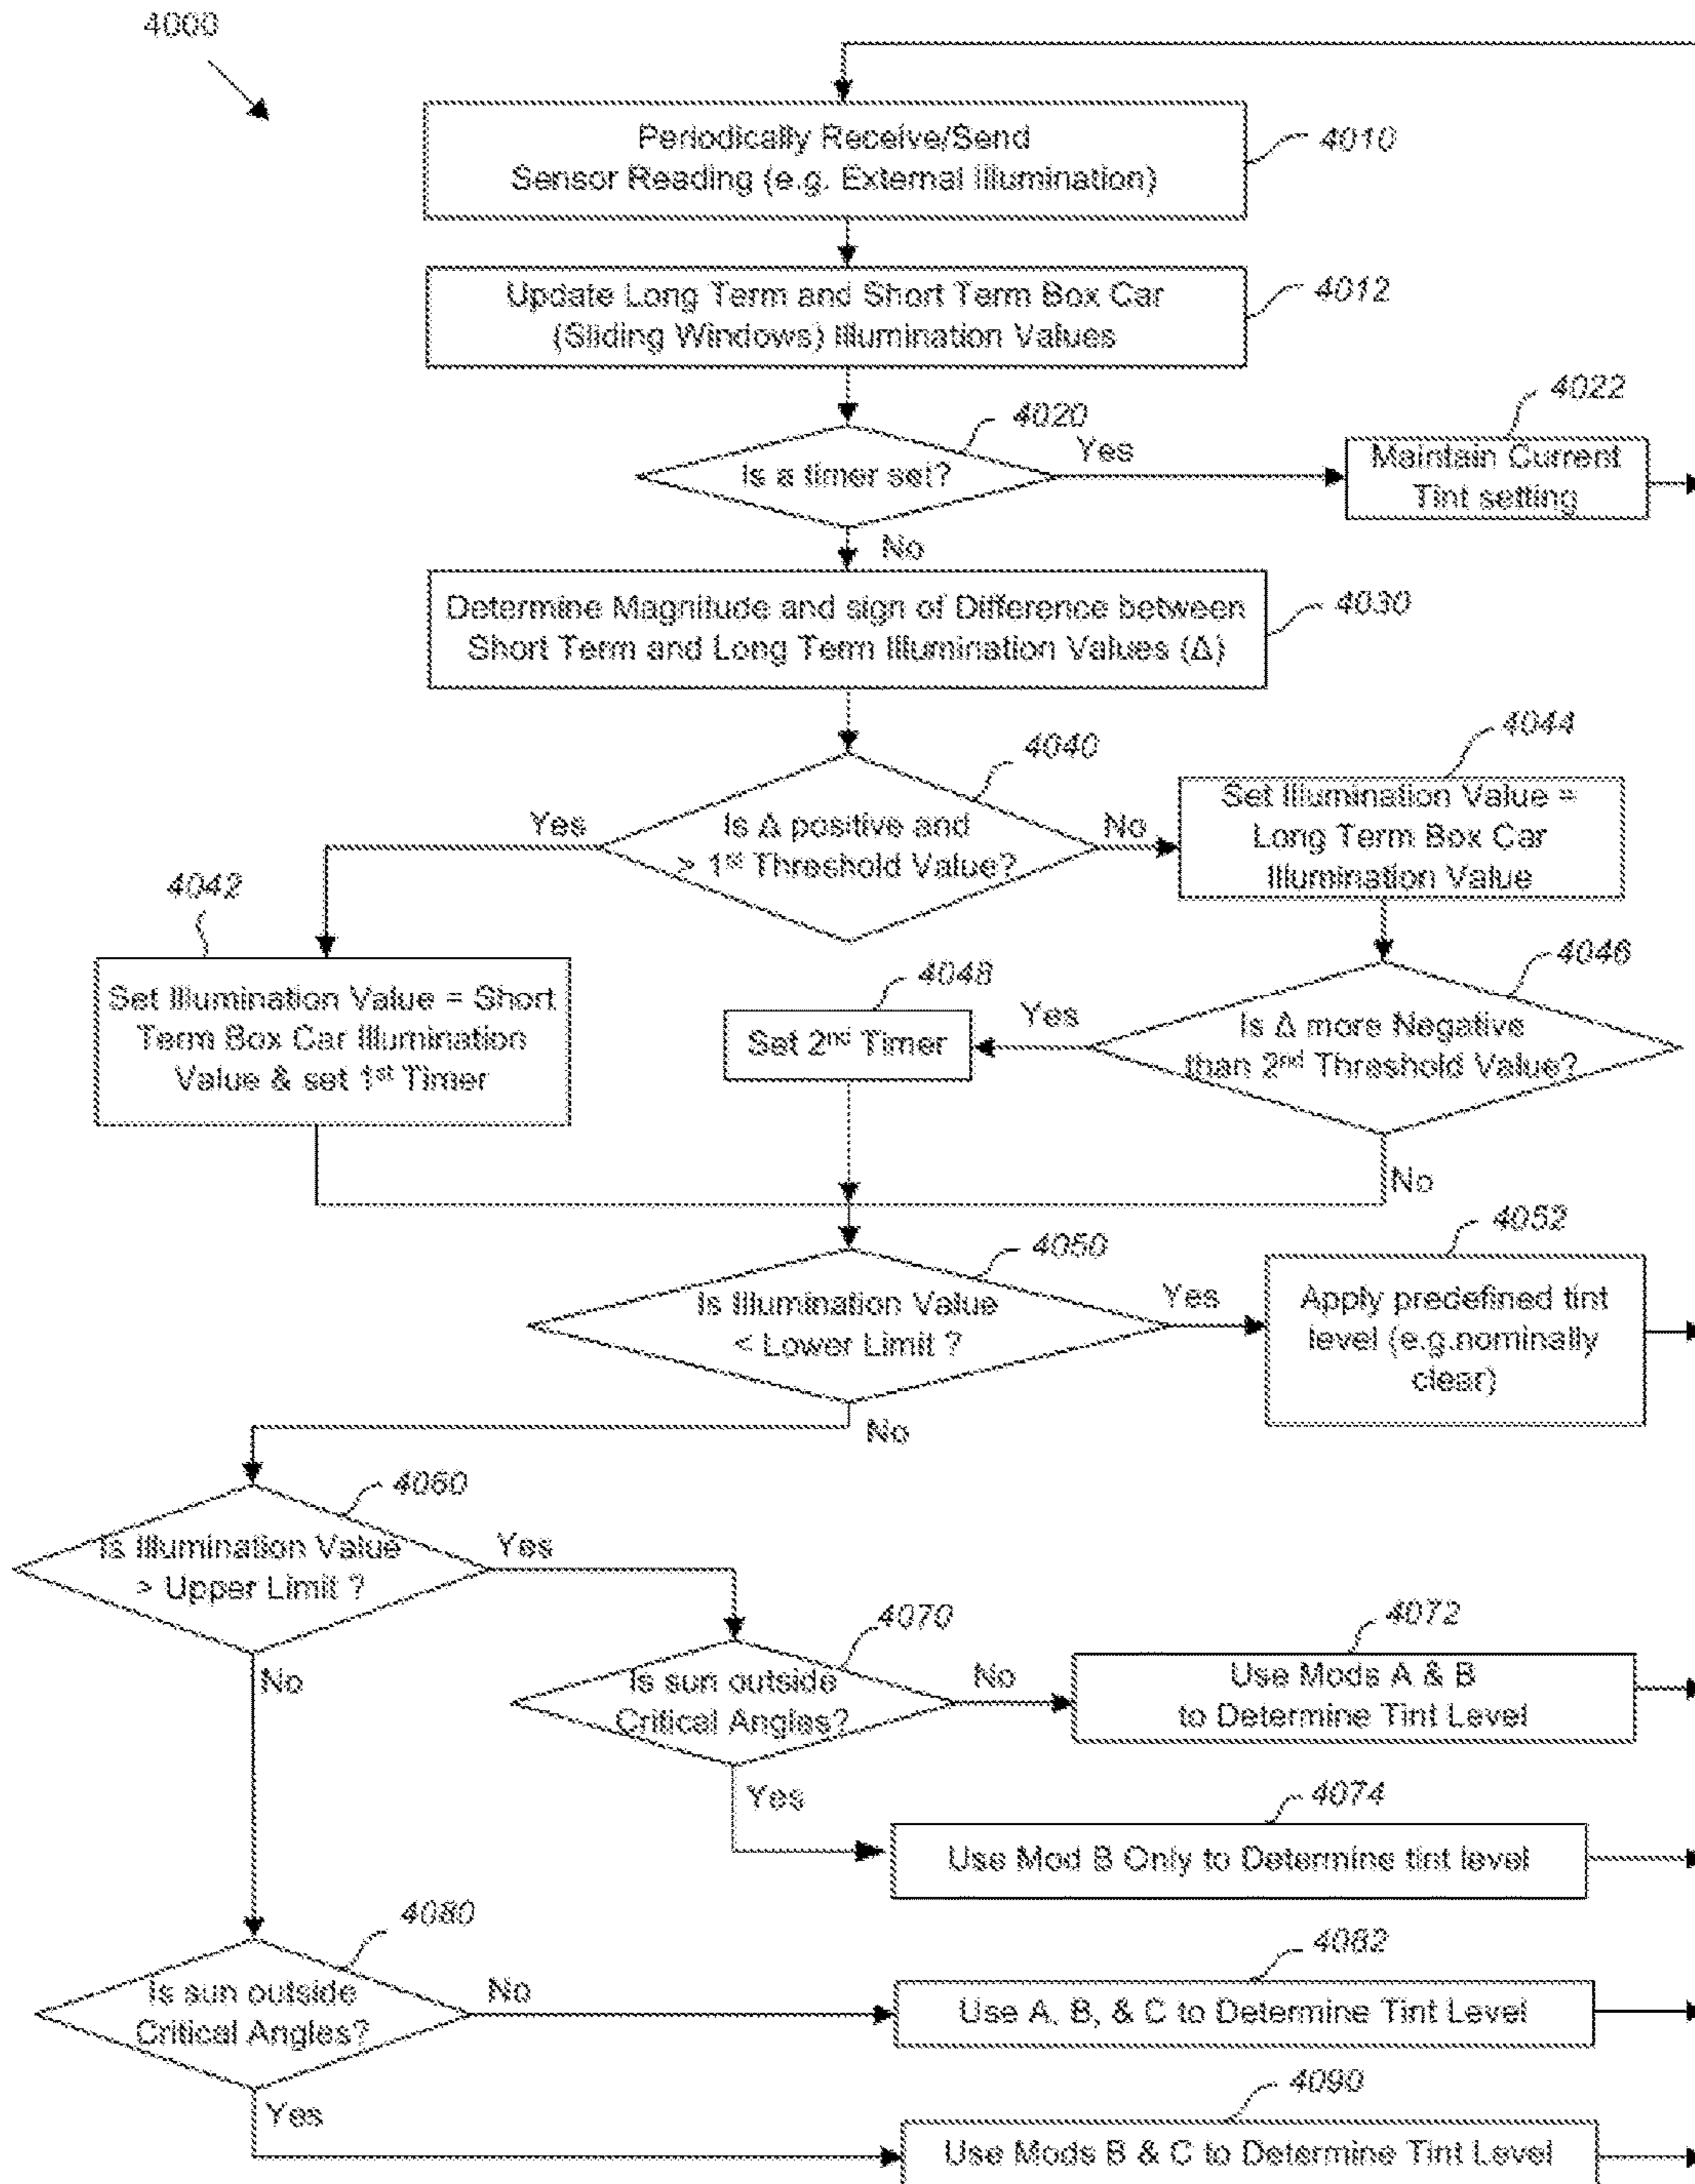 4000
Periodically Receive/Send
Sensor Reading (e.g. External Illumination)
4010
Update Long Term and Short Term Box Car
(Sliding Windows) Illumination Values
4012
4020
Is a timer set?
Yes
No
4022
Maintain Current
Tint setting
Determine Magnitude and sign of Difference between
Short Term and Long Term Illumination Values (Δ)
4030
4040
Is Δ positive and
> 1st Threshold Value?
Yes
No
4044
Set Illumination Value =
Long Term Box Car
Illumination Value
4042
Set Illumination Value = Short
Term Box Car Illumination
Value & set 1st Timer
4048
Set 2nd Timer
Yes
4046
Is Δ more Negative
than 2nd Threshold Value?
No
4050
Is Illumination Value
< Lower Limit ?
Yes
No
4052
Apply predefined tint
level (e.g.nominally
clear)
4060
Is Illumination Value
> Upper Limit ?
Yes
No
4070
Is sun outside
Critical Angles?
No
Yes
4072
Use Mods A & B
to Determine Tint Level
4074
Use Mod B Only to Determine tint level
4080
Is sun outside
Critical Angles?
No
Yes
4082
Use A, B, & C to Determine Tint Level
4090
Use Mods B & C to Determine Tint Level